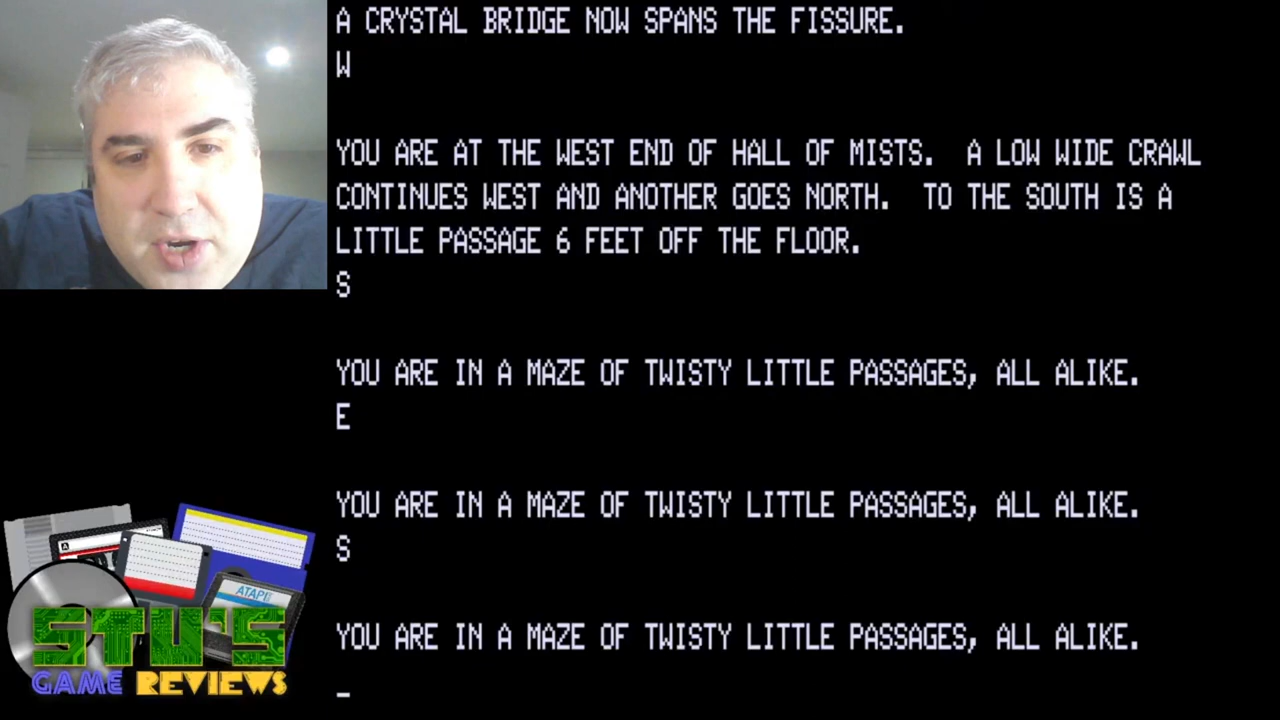 A CRYSTAL BRIDGE NOW SPANS THE FISSURE.
W
YOU ARE AT THE WEST END OF HALL OF MISTS.  A LOW WIDE CRAWL
CONTINUES WEST AND ANOTHER GOES NORTH.  TO THE SOUTH IS A
LITTLE PASSAGE 6 FEET OFF THE FLOOR.
S
YOU ARE IN A MAZE OF TWISTY LITTLE PASSAGES, ALL ALIKE.
E
YOU ARE IN A MAZE OF TWISTY LITTLE PASSAGES, ALL ALIKE.
S
YOU ARE IN A MAZE OF TWISTY LITTLE PASSAGES, ALL ALIKE.
_
A
STU'S
GAME REVIEWS